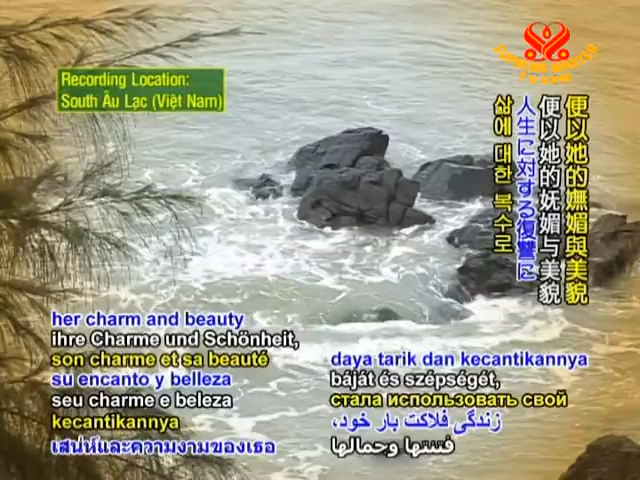 SUPREME MASTER
TV.COM
Recording Location:
South Âu Lạc (Việt Nam)
便以她的嫵媚與美貌
便以她的妩媚与美貌
人生に対する復讐に
삶에 대한 복수로
her charm and beauty
ihre Charme und Schönheit,
son charme et sa beauté
su encanto y belleza
seu charme e beleza
kecantikannya
เสน่ห์และความงามของเธอ
daya tarik dan kecantikannya
báját és szépségét,
стала использовать свой
زندگی فلاکت بار خود،
فتنتها وجمالها